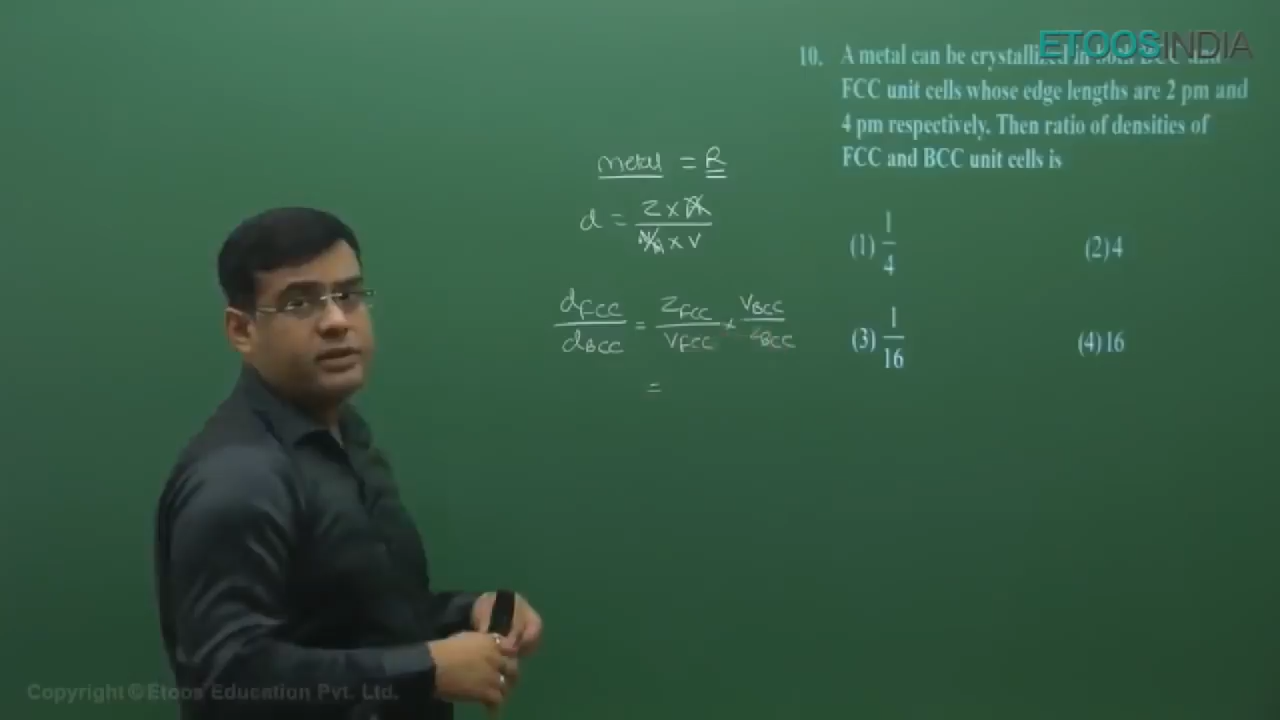 ETOOSINDIA
10. A metal can be crystallized in both BCC and
FCC unit cells whose edge lengths are 2 pm and
4 pm respectively. Then ratio of densities of
FCC and BCC unit cells is
(1) 1/4 (2) 4
(3) 1/16 (4) 16
metal = R
d = Z × M / NA × V
dFCC / dBCC = ZFCC / VFCC × VBCC / ZBCC
=
Copyright © Etoos Education Pvt. Ltd.